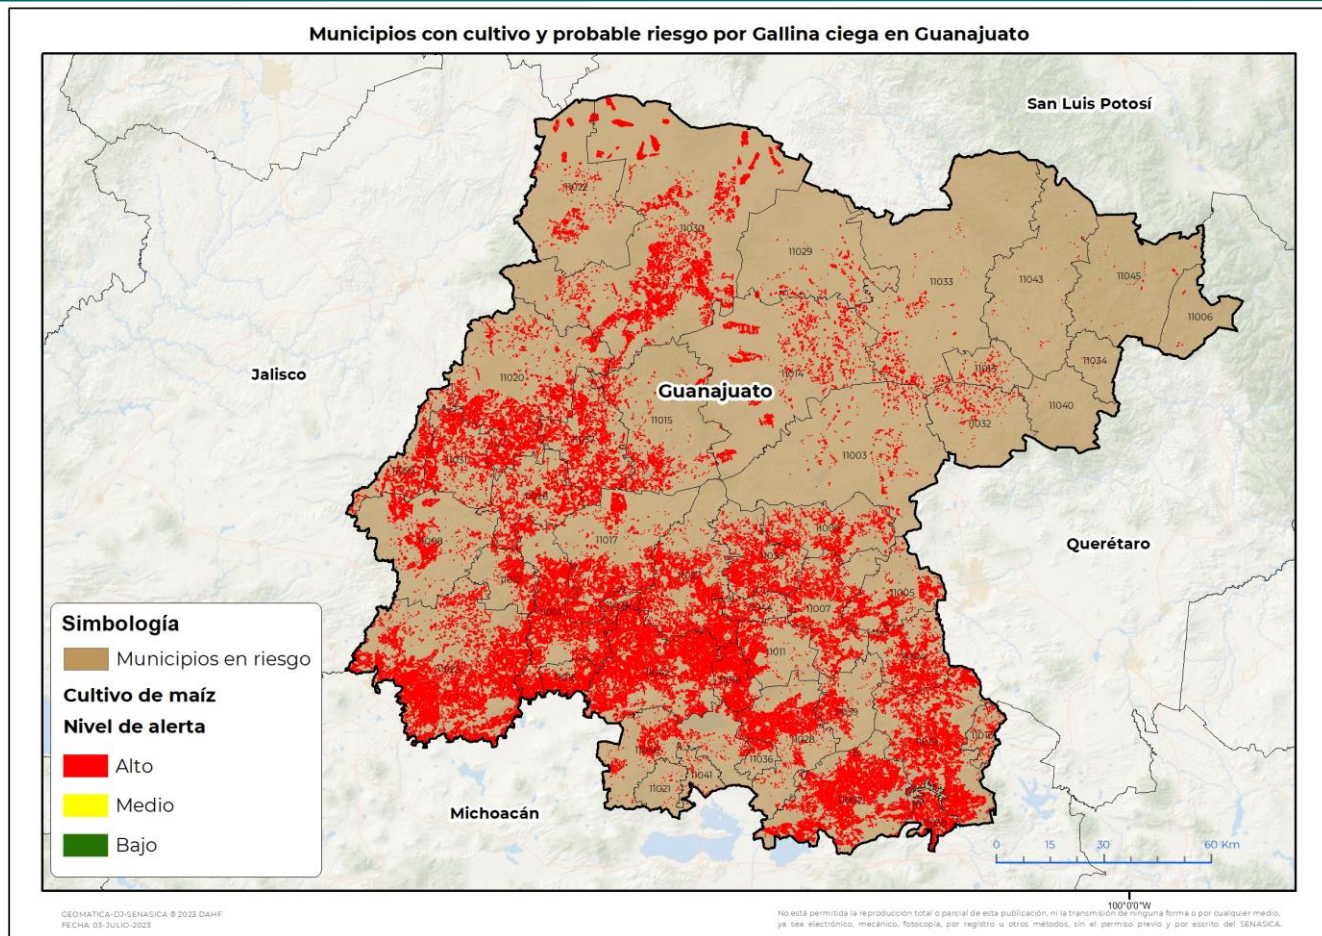 Municipios con cultivo y probable riesgo por Gallina ciega en Guanajuato
San Luis Potosí
11022
11030
11029
11033
11043
11045
11006
11034
11040
11032
Jalisco
11020
Guanajuato
11014
11015
11003
11017
Querétaro
11005
11007
11011
11028
11036
11041
11021
Michoacán
Simbología
Municipios en riesgo
Cultivo de maíz
Nivel de alerta
Alto
Medio
Bajo
0 15 30 60 Km
100°0'0"W
GEOMATICA-DJ-SENASICA ® 2023 DAHF
FECHA: 03-JULIO-2023
No está permitida la reproducción total o parcial de esta publicación, ni la transmisión de ninguna forma o por cualquier medio,
ya sea electrónico, mecánico, fotocopia, por registro u otros métodos, sin el permiso previo y por escrito del SENASICA.